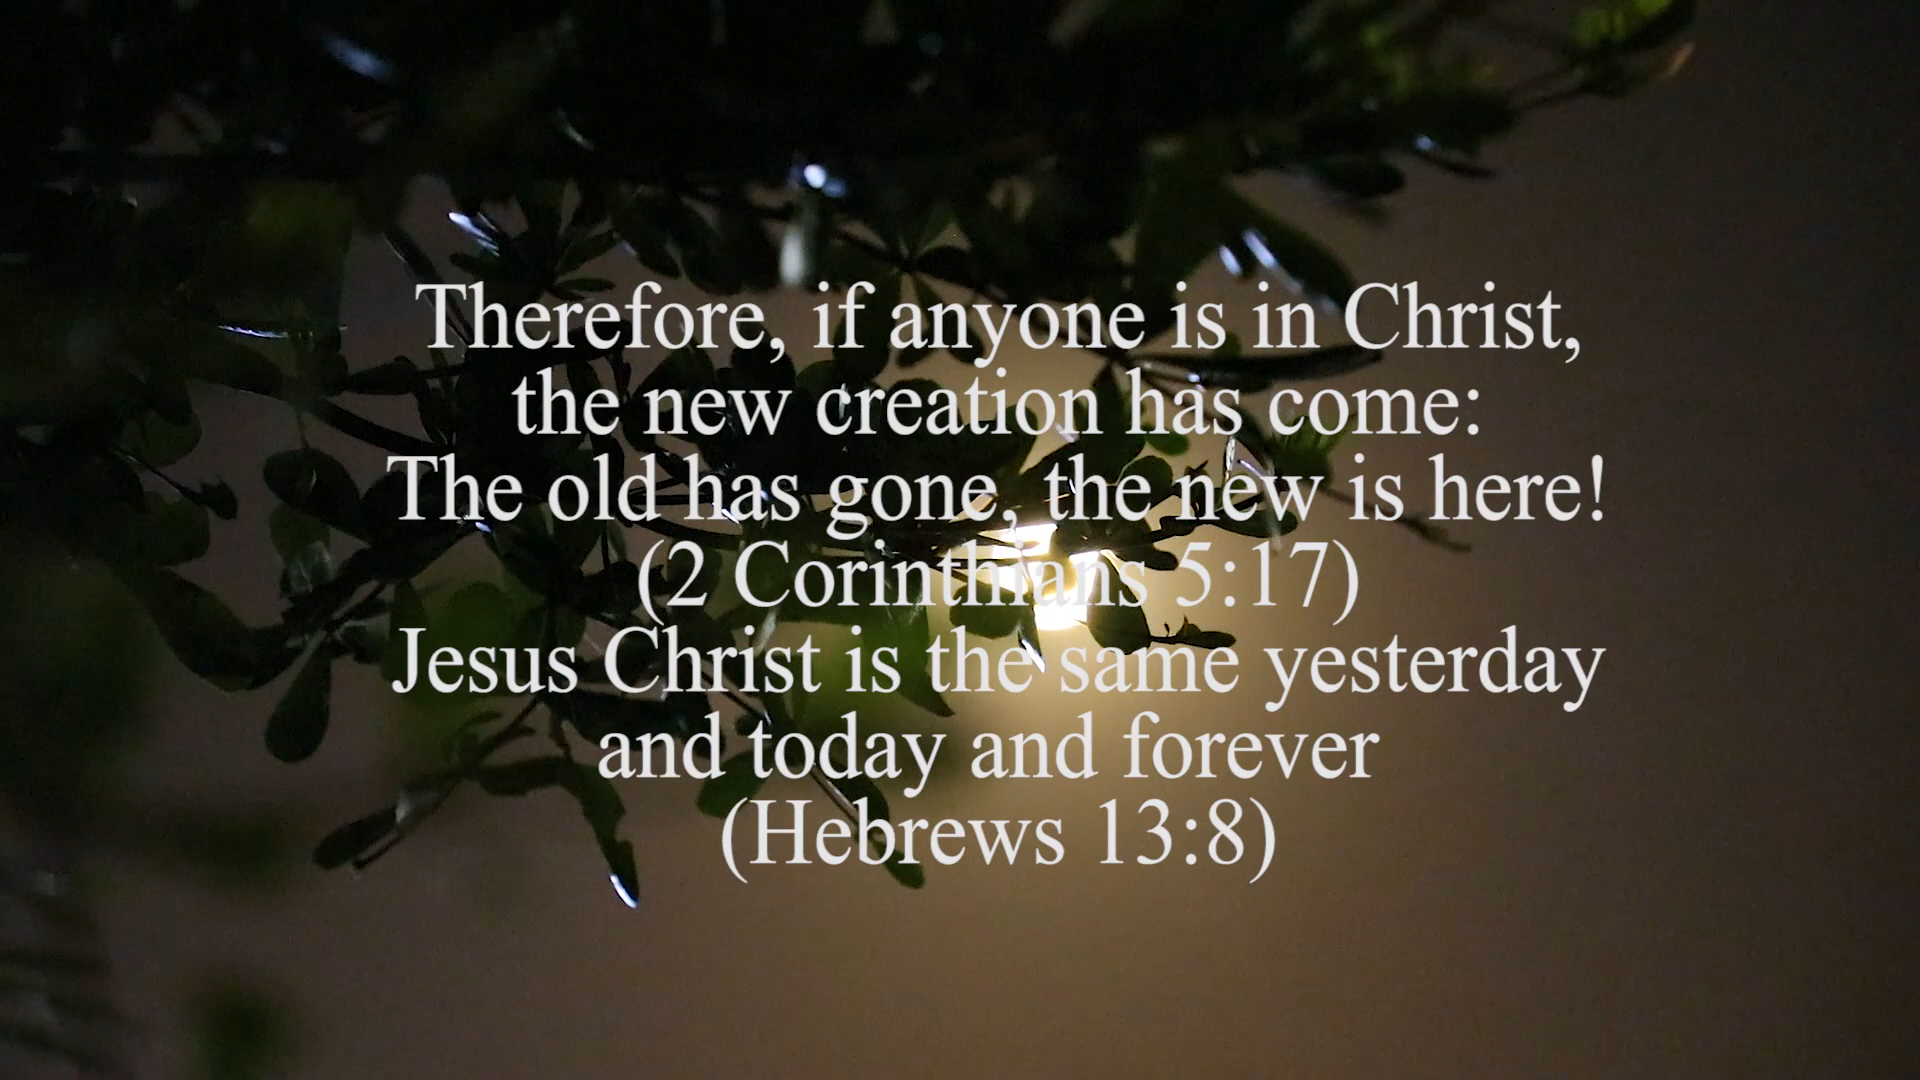 Therefore, if anyone is in Christ,
the new creation has come:
The old has gone, the new is here!
(2 Corinthians 5:17)
Jesus Christ is the same yesterday
and today and forever
(Hebrews 13:8)